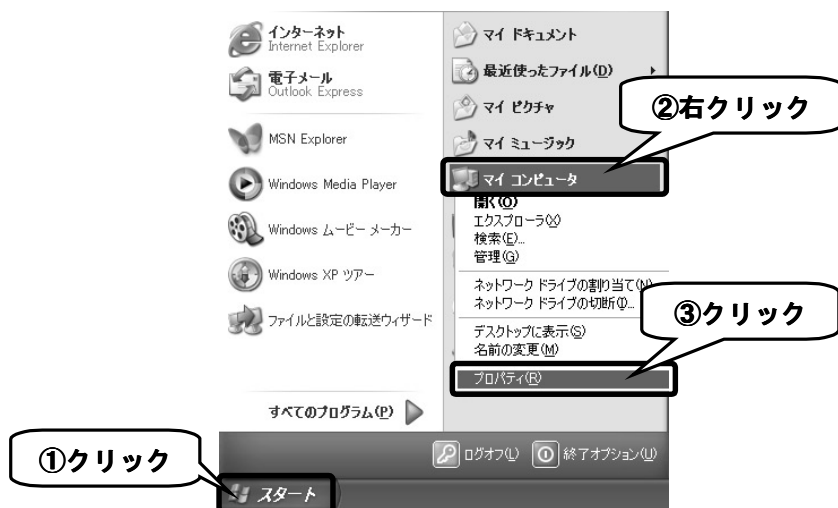 インターネット
Internet Explorer
電子メール
Outlook Express
MSN Explorer
Windows Media Player
Windows ムービー メーカー
Windows XP ツアー
ファイルと設定の転送ウィザード
すべてのプログラム(P)
マイ ドキュメント
最近使ったファイル(D)
マイ ピクチャ
マイ ミュージック
マイ コンピュータ
②右クリック
開く(O)
エクスプローラ(X)
検索(E)...
管理(G)
ネットワーク ドライブの割り当て(N)...
ネットワーク ドライブの切断(I)...
デスクトップに表示(S)
名前の変更(M)
プロパティ(R)
③クリック
ログオフ(L)
終了オプション(U)
①クリック
スタート